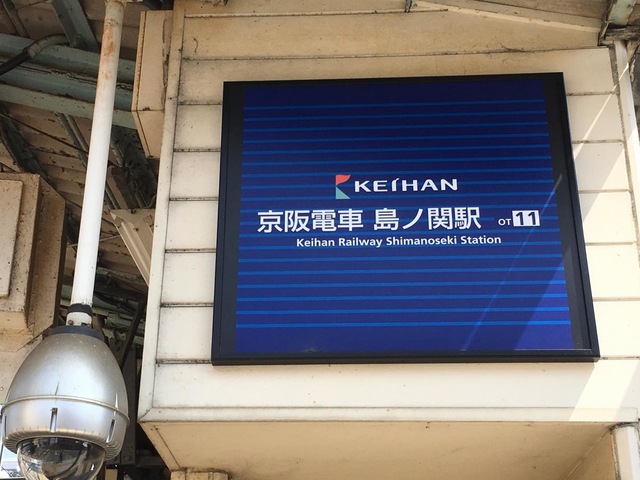 KEIHAN
京阪電車 島ノ関駅 OT 11
Keihan Railway Shimanoseki Station